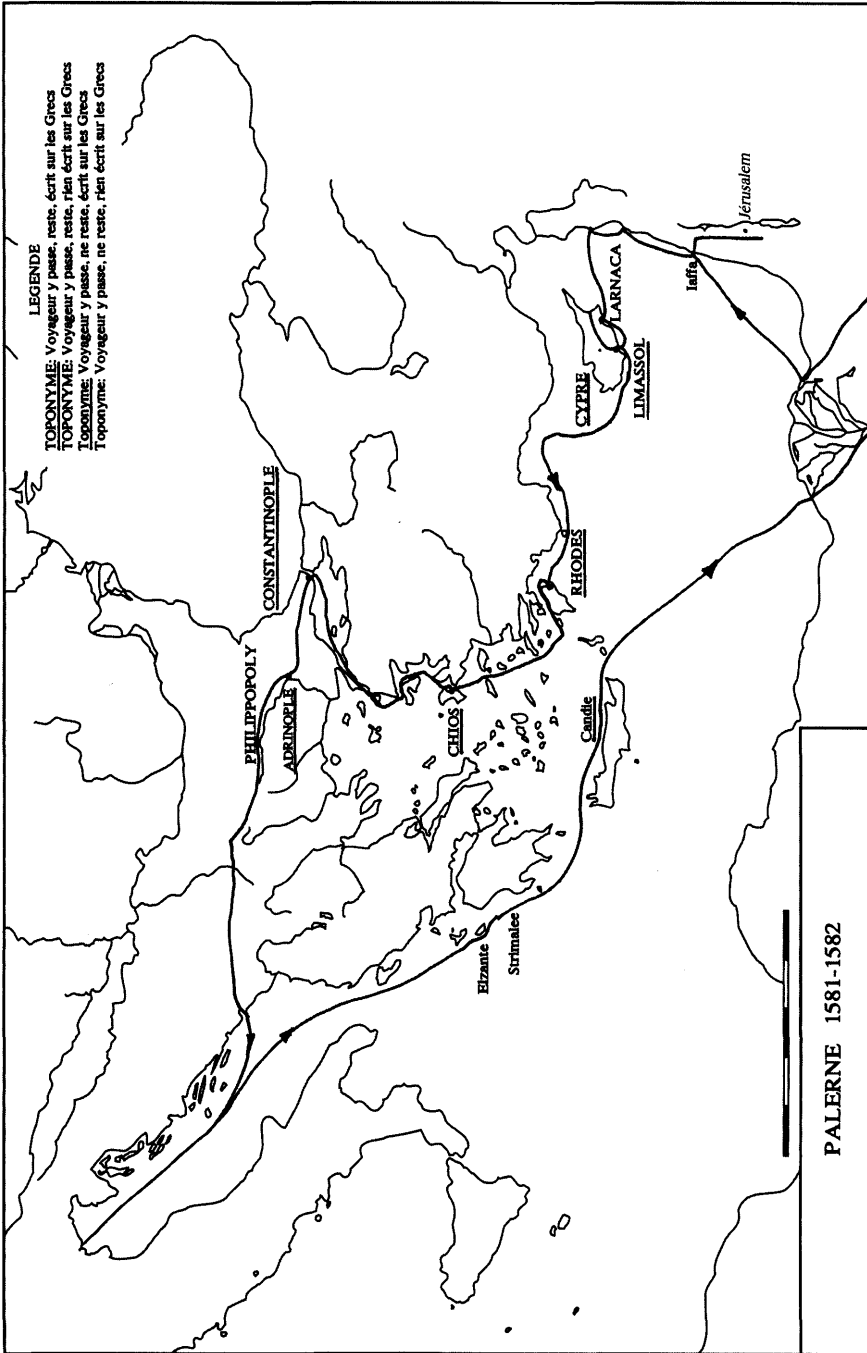 LEGENDE
TOPONYME: Voyageur y passe, reste, écrit sur les Grecs
TOPONYME: Voyageur y passe, reste, rien écrit sur les Grecs
Toponyme: Voyageur y passe, ne reste, écrit sur les Grecs
Toponyme: Voyageur y passe, ne reste, rien écrit sur les Grecs
CONSTANTINOPLE
PHILIPPOPOLY
ADRINOPLE
CHIOS
RHODES
CYPRE
LARNACA
LIMASSOL
Iaffa
Jérusalem
Candie
Elzante
Strimalee
PALERNE 1581-1582